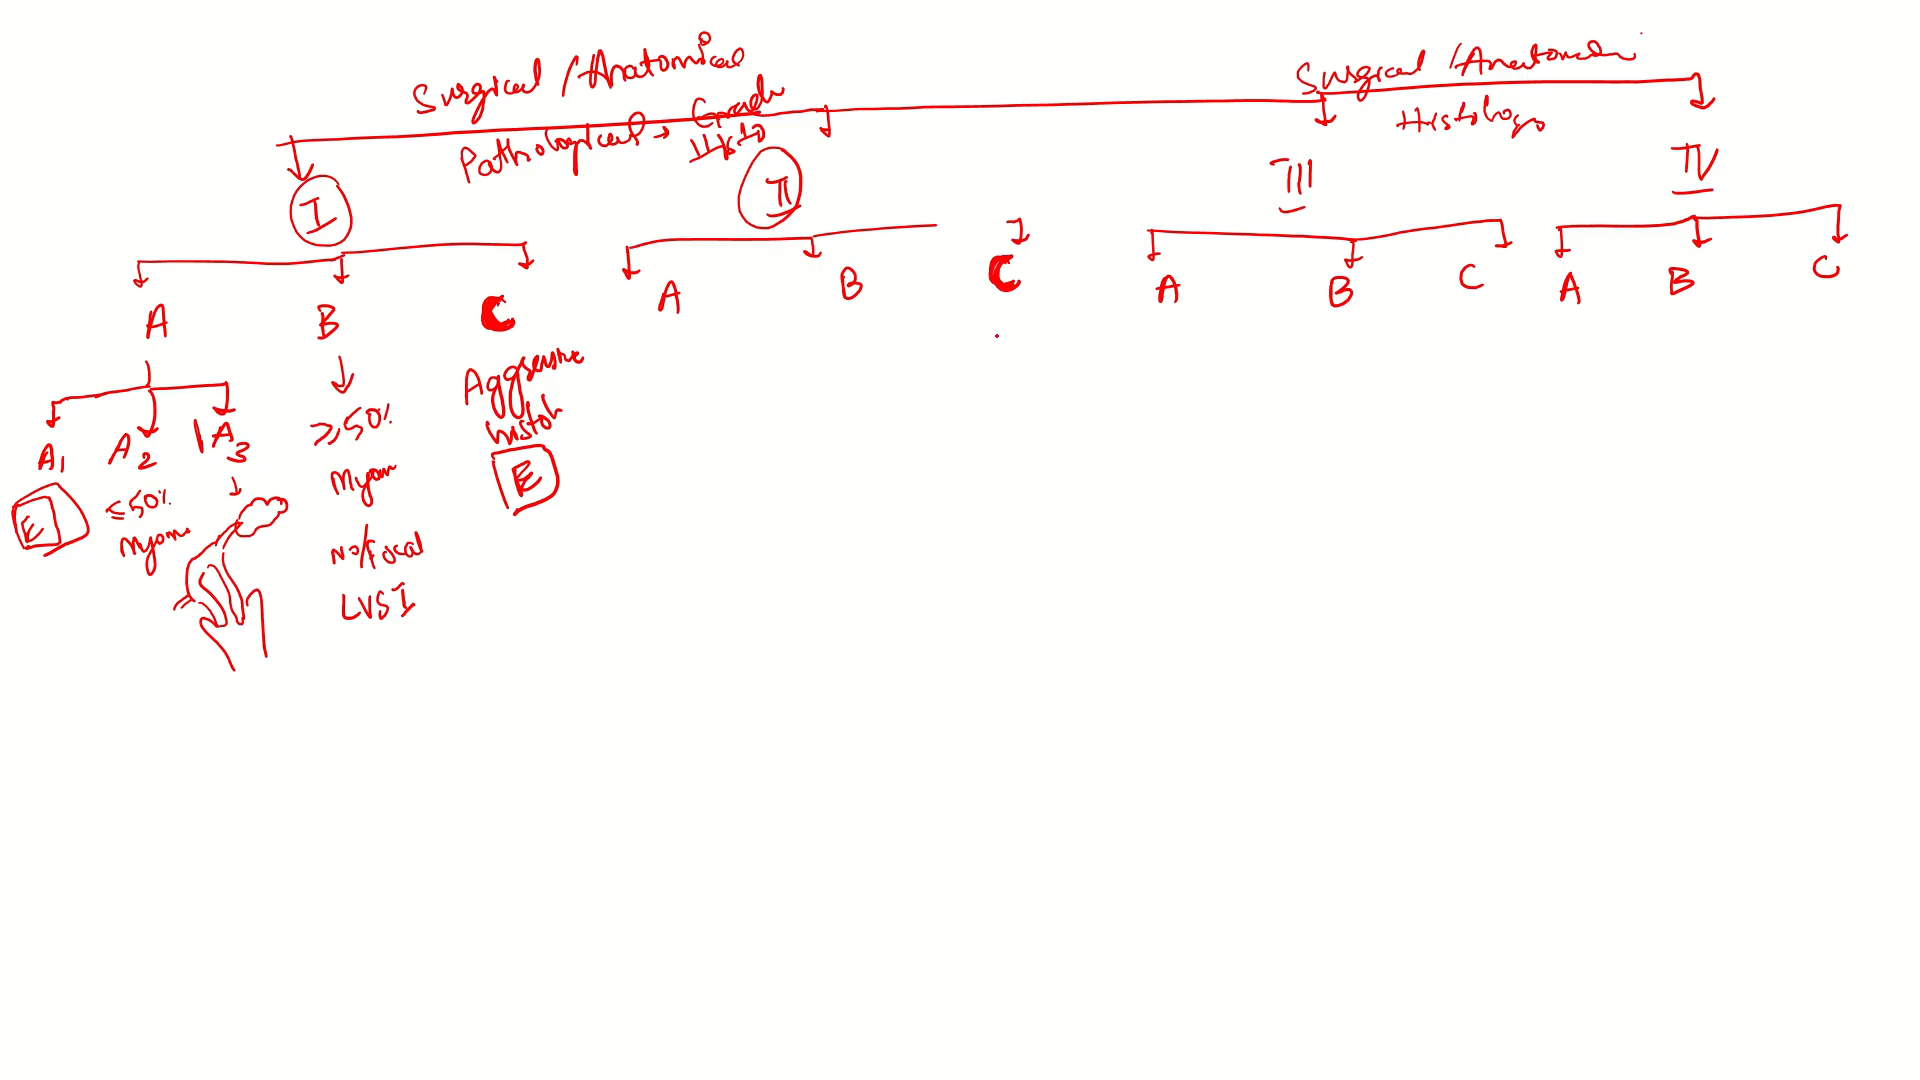 Surgical / Anatomical
Pathological → Grade
Histo
Surgical / Anatomical
Histology
I
II
III
IV
A B C
A B C
A B C
A B C
A1 A2 1A3
E
≤50%
Myom
≥50%
Myom
No/Focal
LVSI
Aggressive
histol
E